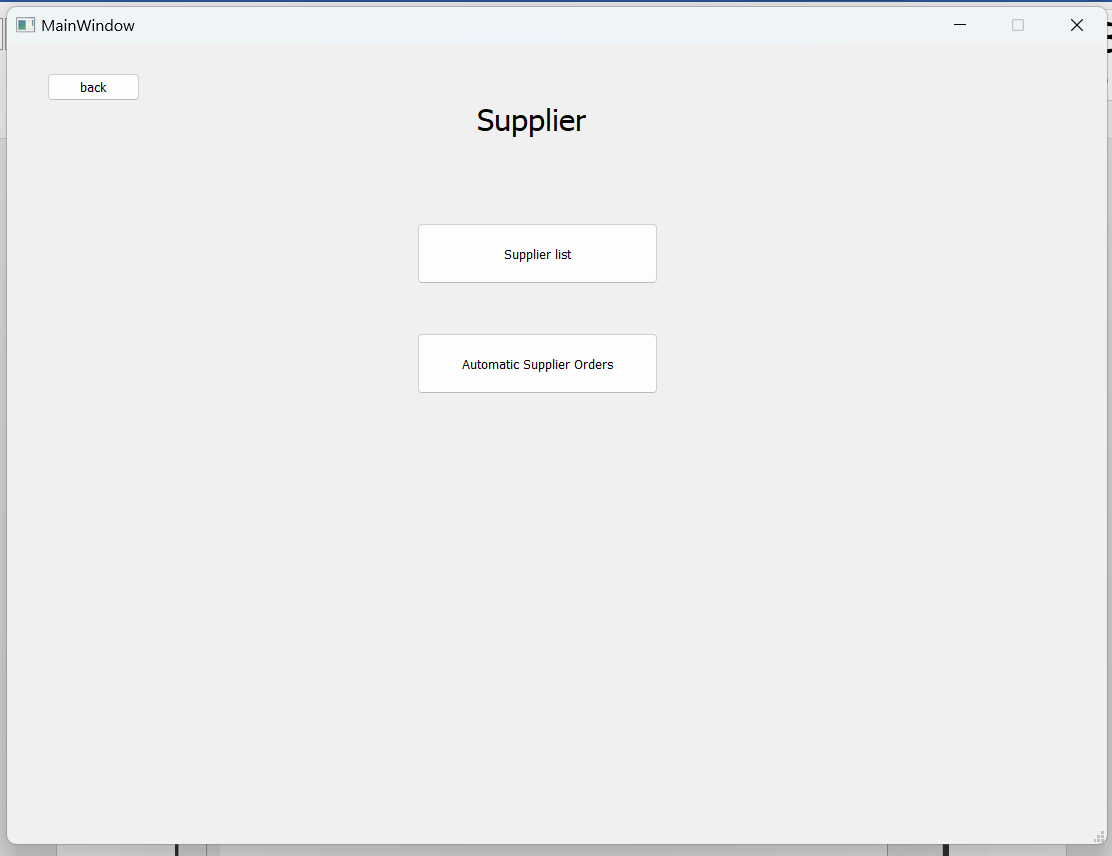 MainWindow
back
Supplier
Supplier list
Automatic Supplier Orders